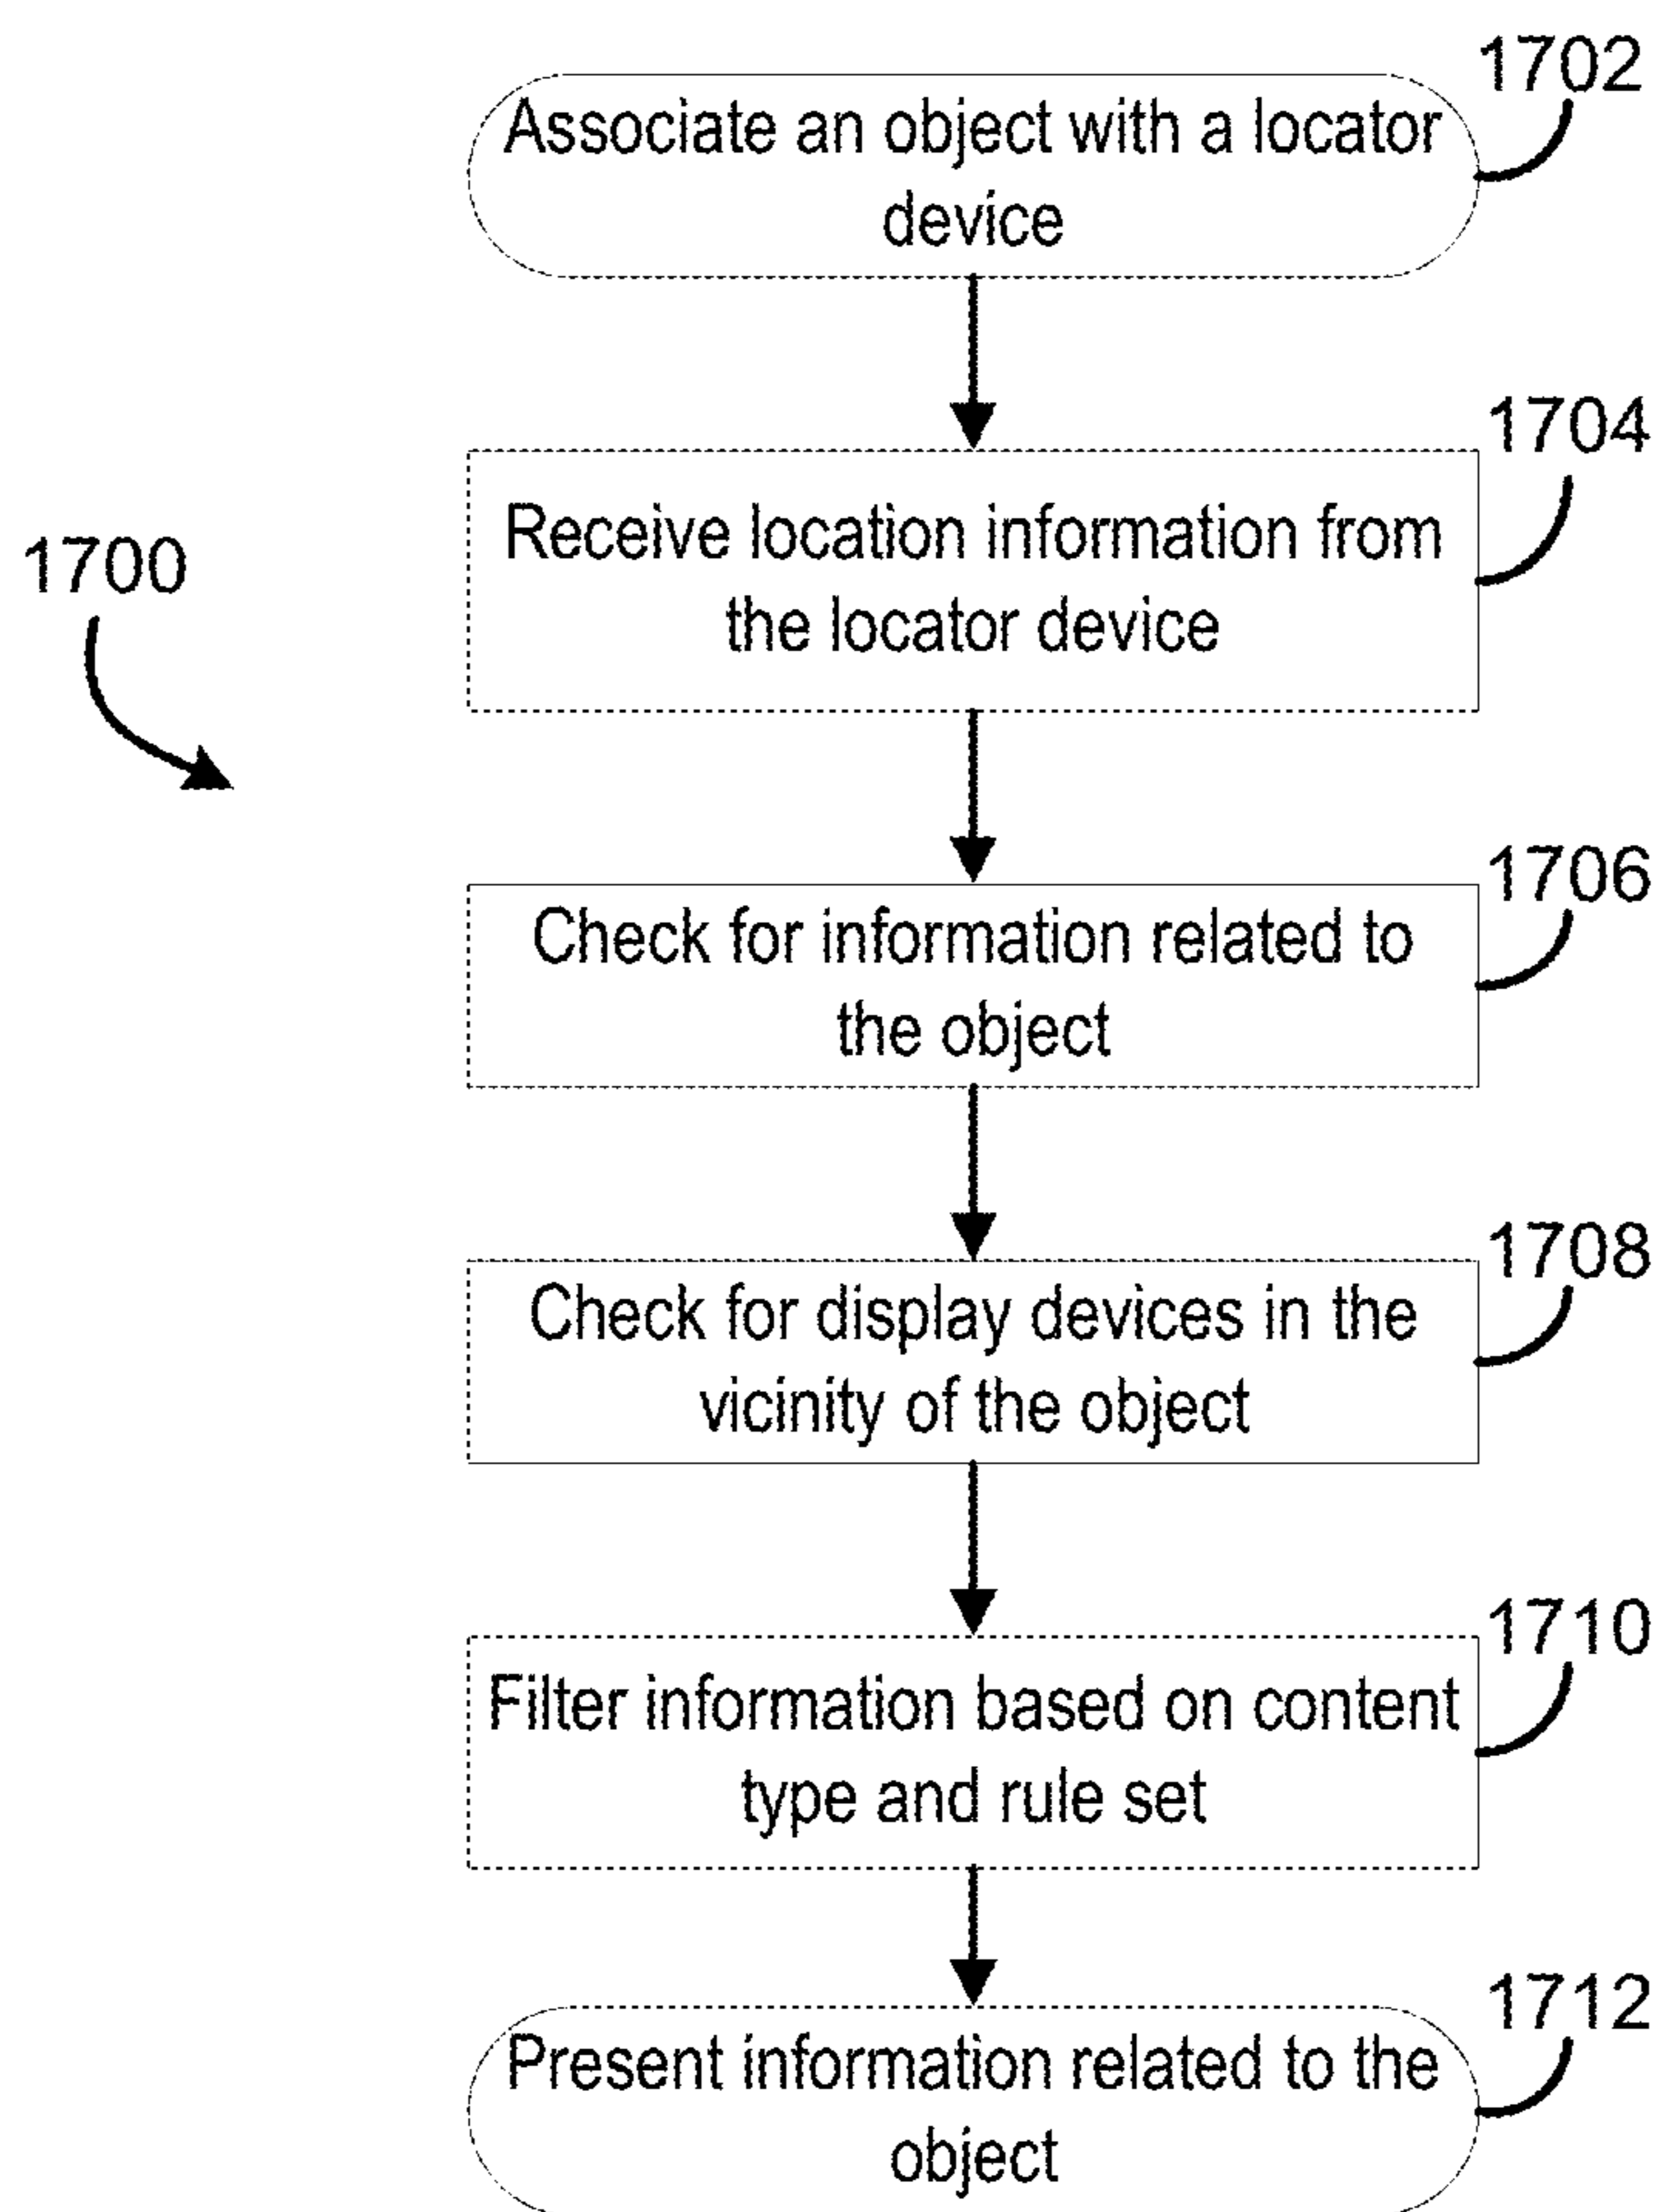 1702
Associate an object with a locator
device
1704
Receive location information from
the locator device
1700
1706
Check for information related to
the object
1708
Check for display devices in the
vicinity of the object
1710
Filter information based on content
type and rule set
1712
Present information related to the
object